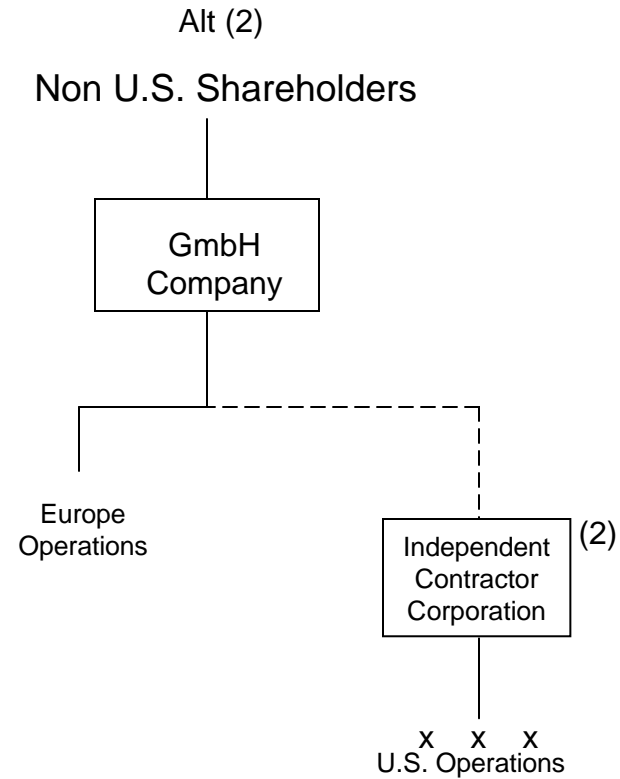 Alt (2)
Non U.S. Shareholders
GmbH
Company
Europe
Operations
Independent
Contractor
Corporation
(2)
x x x
U.S. Operations